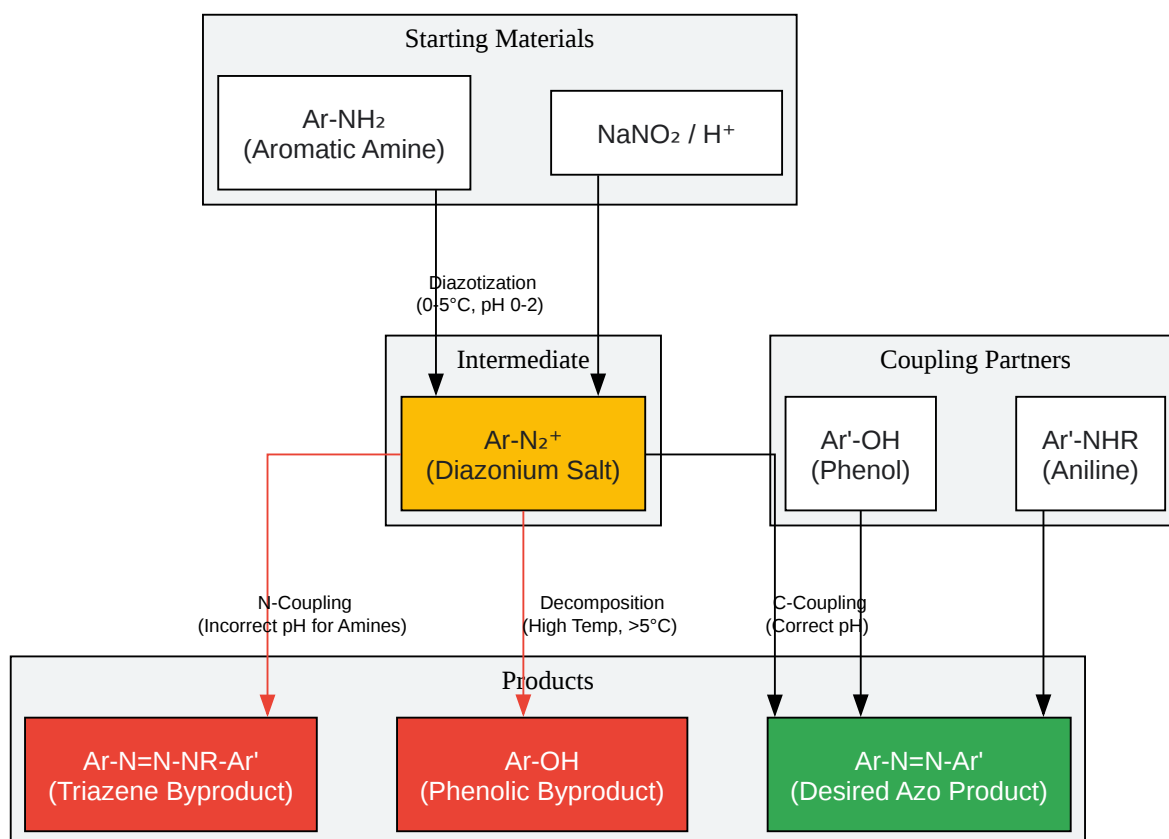 Starting Materials
Ar-NH₂
(Aromatic Amine)
NaNO₂ / H⁺
Diazotization
(0-5°C, pH 0-2)
Intermediate
Ar-N₂⁺
(Diazonium Salt)
Coupling Partners
Ar'-OH
(Phenol)
Ar'-NHR
(Aniline)
N-Coupling
(Incorrect pH for Amines)
Decomposition
(High Temp, >5°C)
C-Coupling
(Correct pH)
Products
Ar-N=N-NR-Ar'
(Triazene Byproduct)
Ar-OH
(Phenolic Byproduct)
Ar-N=N-Ar'
(Desired Azo Product)